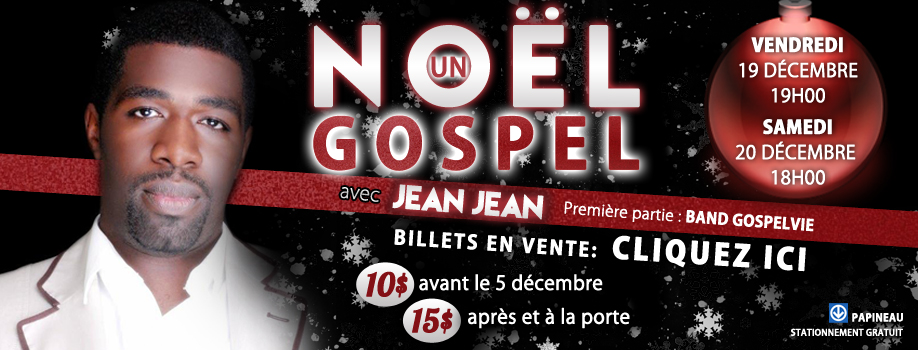 UN
NOËL
GOSPEL
avec JEAN JEAN
Première partie : BAND GOSPELVIE
BILLETS EN VENTE: CLIQUEZ ICI
10$ avant le 5 décembre
15$ après et à la porte
VENDREDI
19 DÉCEMBRE
19H00
SAMEDI
20 DÉCEMBRE
18H00
PAPINEAU
STATIONNEMENT GRATUIT